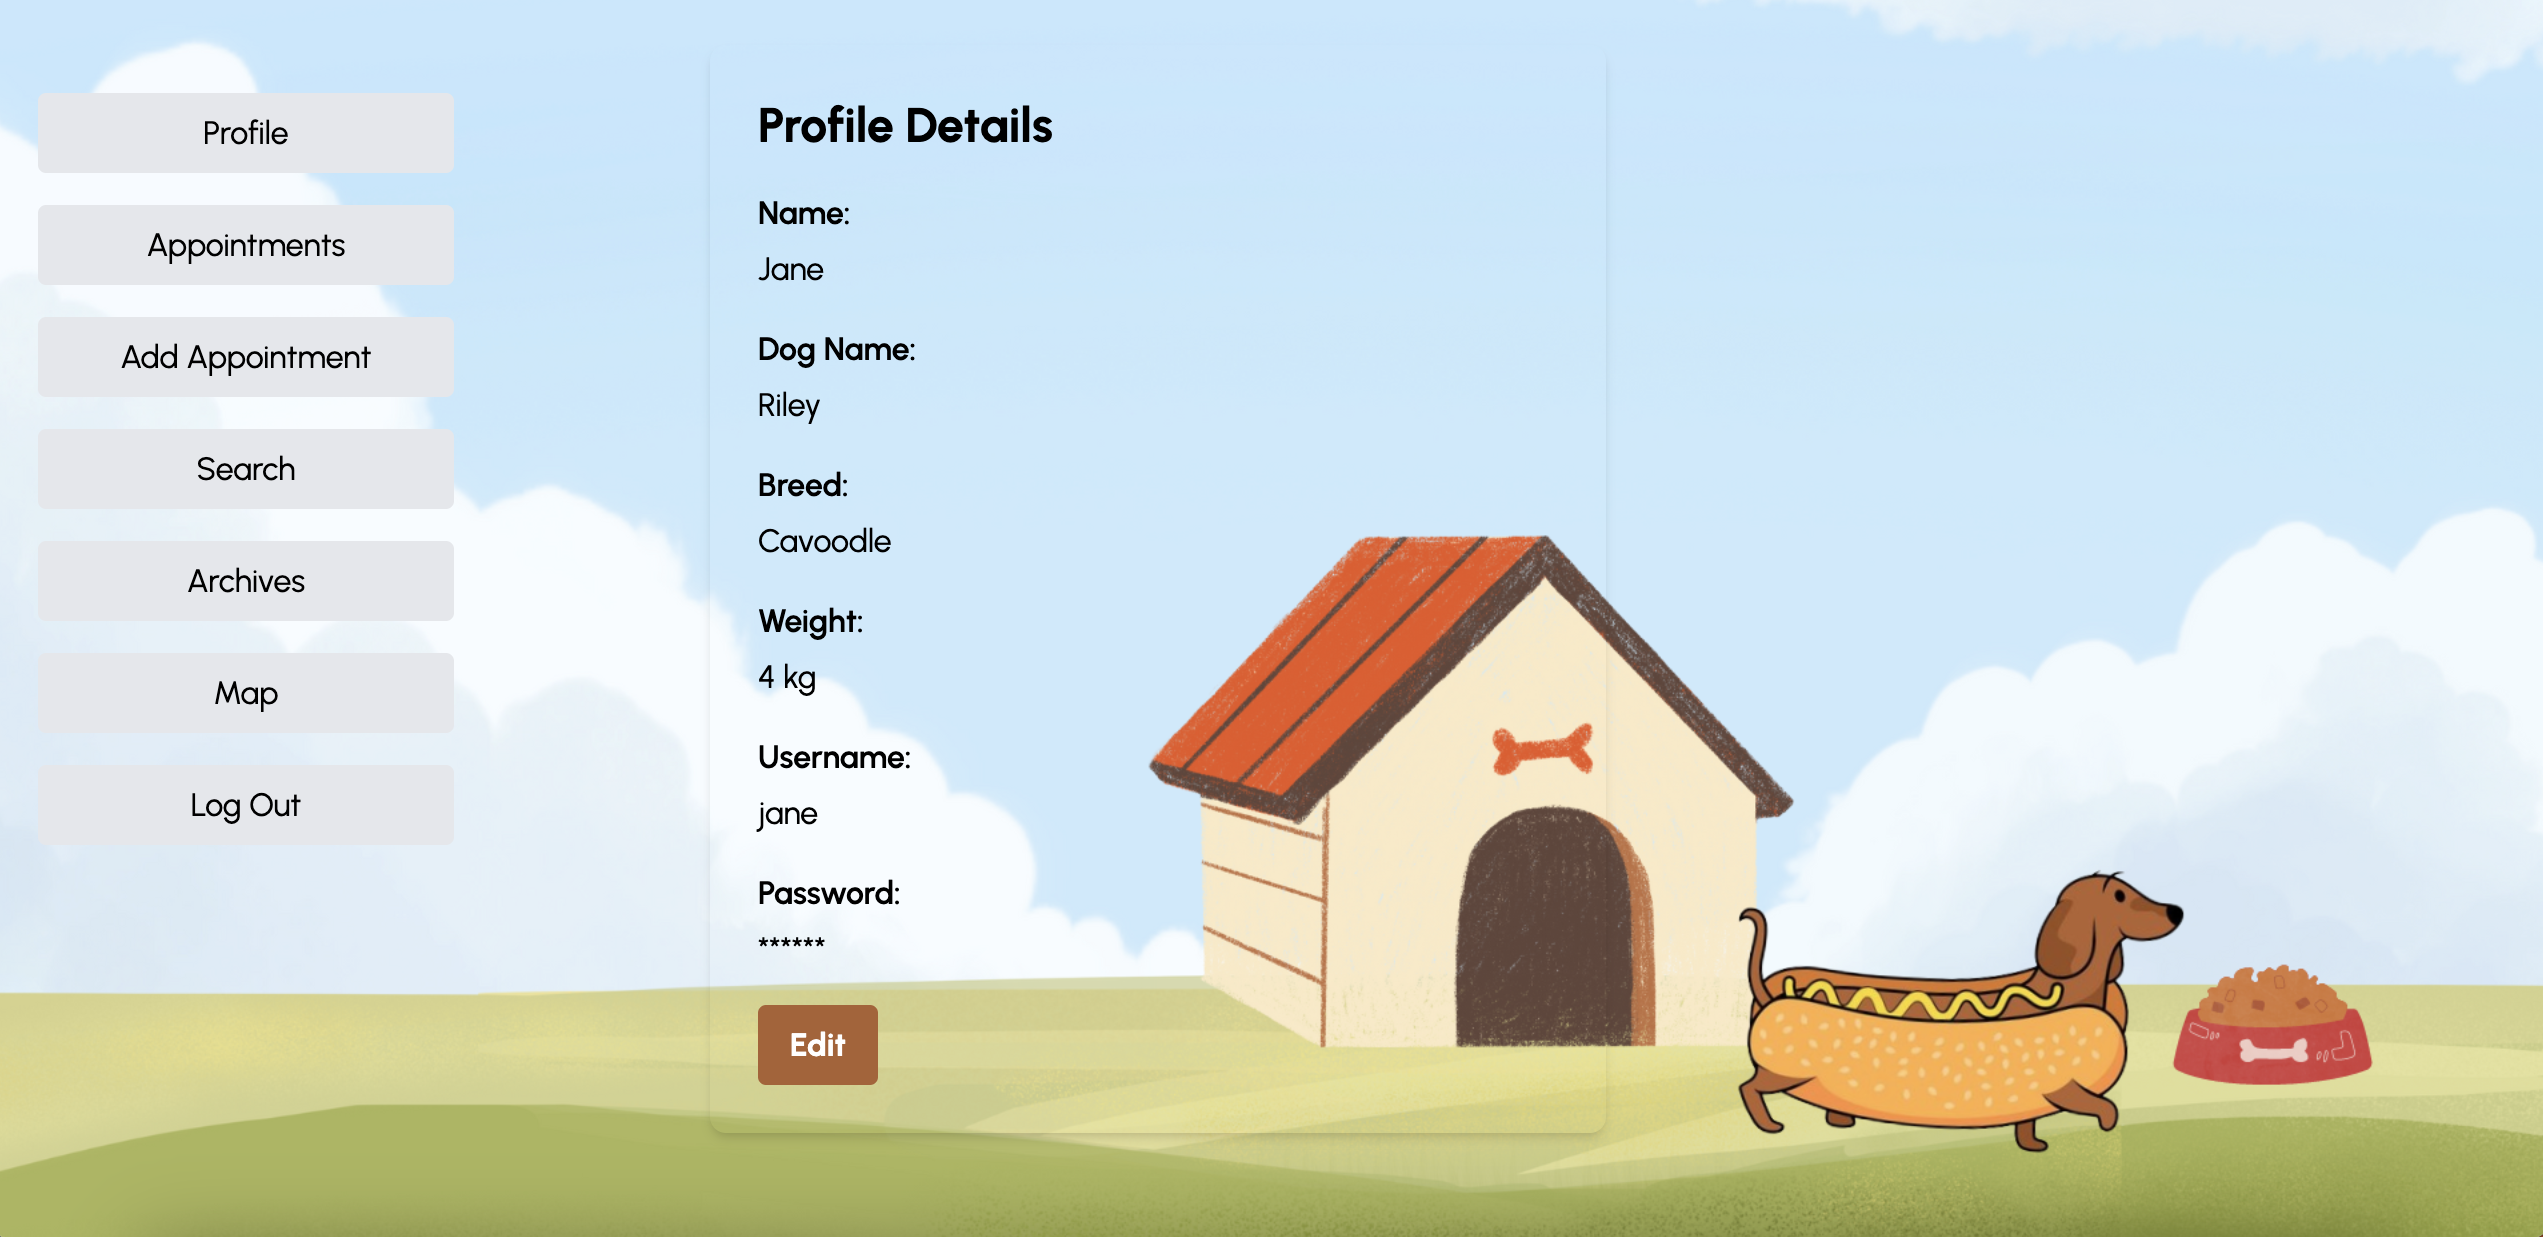 Profile
Appointments
Add Appointment
Search
Archives
Map
Log Out
Profile Details
Name:
Jane
Dog Name:
Riley
Breed:
Cavoodle
Weight:
4 kg
Username:
jane
Password:
******
Edit